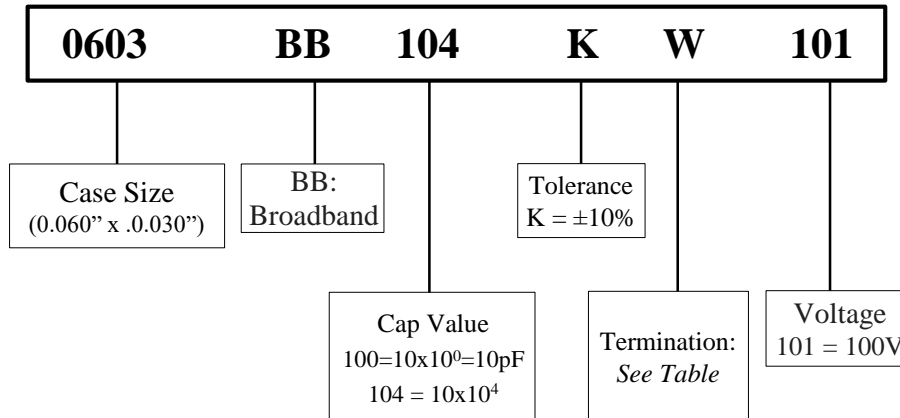 0603 BB 104 K W 101
Case Size
(0.060” x .0.030”)
BB:
Broadband
Tolerance
K = ±10%
Cap Value
100=10x10⁰=10pF
104 = 10x10⁴
Termination:
See Table
Voltage
101 = 100V